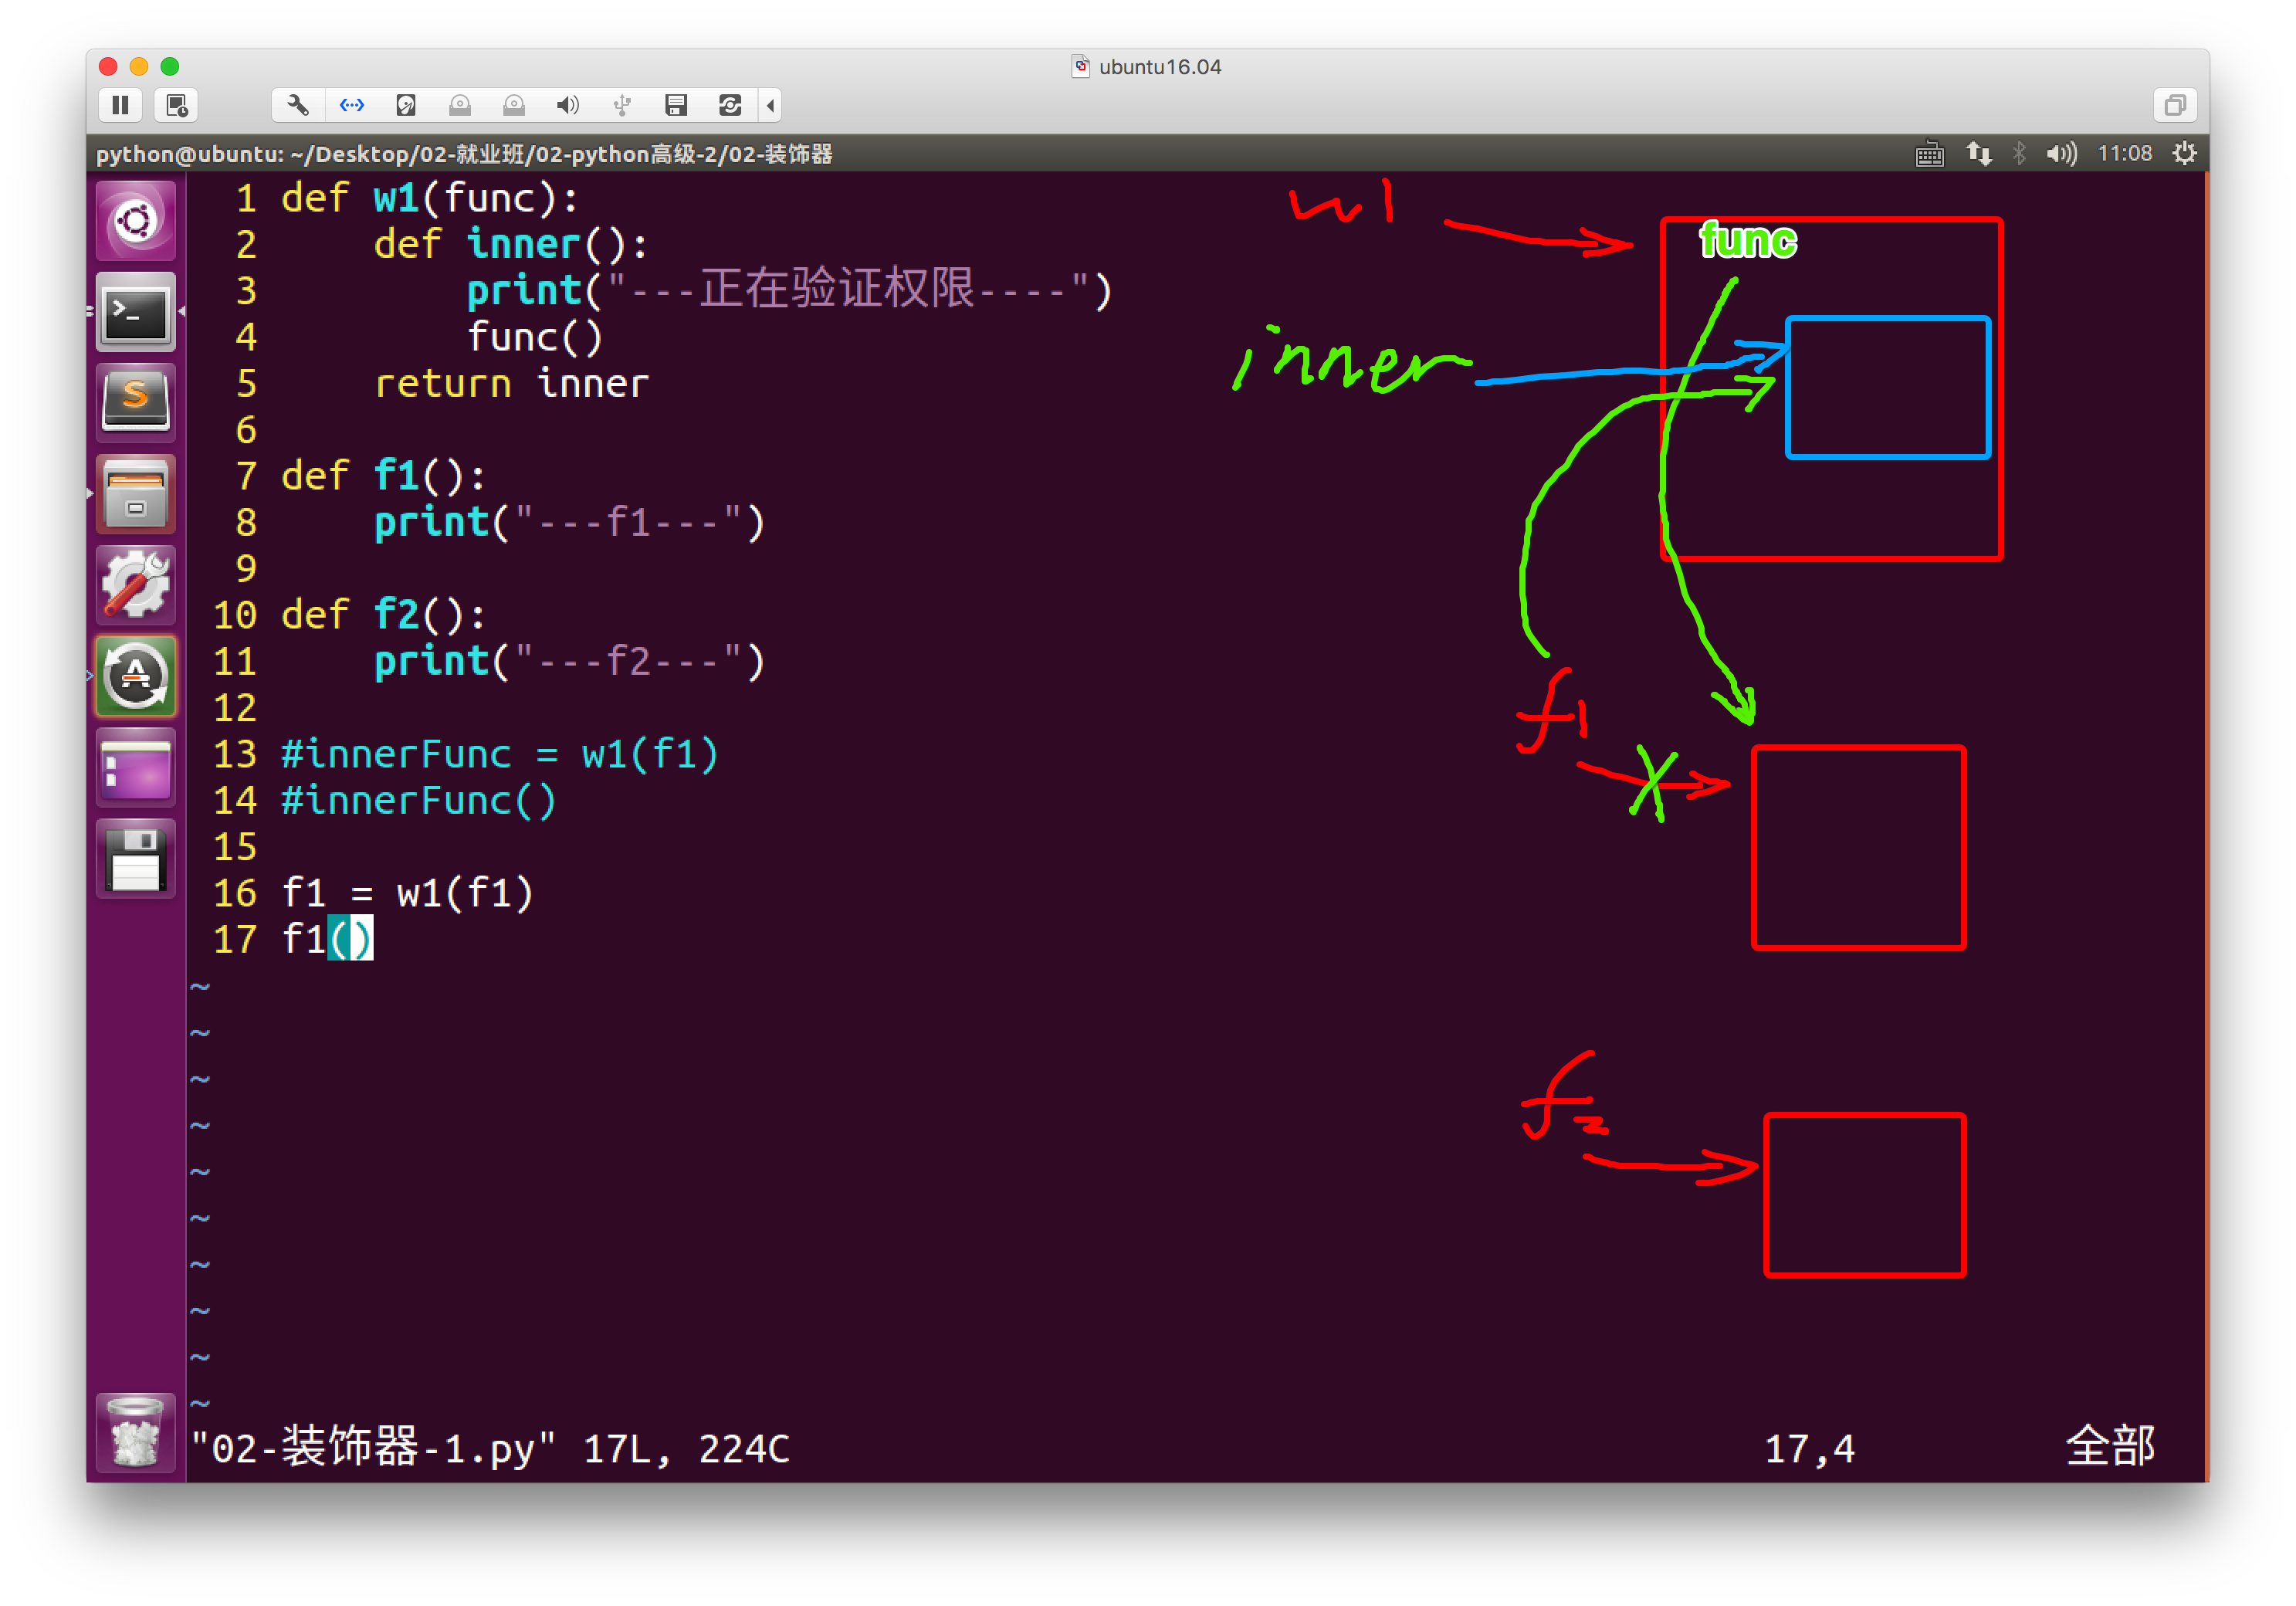 ubuntu16.04
python@ubuntu: ~/Desktop/02-就业班/02-python高级-2/02-装饰器
11:08
1 def w1(func):
2     def inner():
3         print("---正在验证权限----")
4         func()
5     return inner
6
7 def f1():
8     print("---f1---")
9
10 def f2():
11     print("---f2---")
12
13 #innerFunc = w1(f1)
14 #innerFunc()
15
16 f1 = w1(f1)
17 f1()
~
~
~
~
~
~
~
~
~
~
"02-装饰器-1.py" 17L, 224C
17,4
全部
w1
func
inner
f1
f2